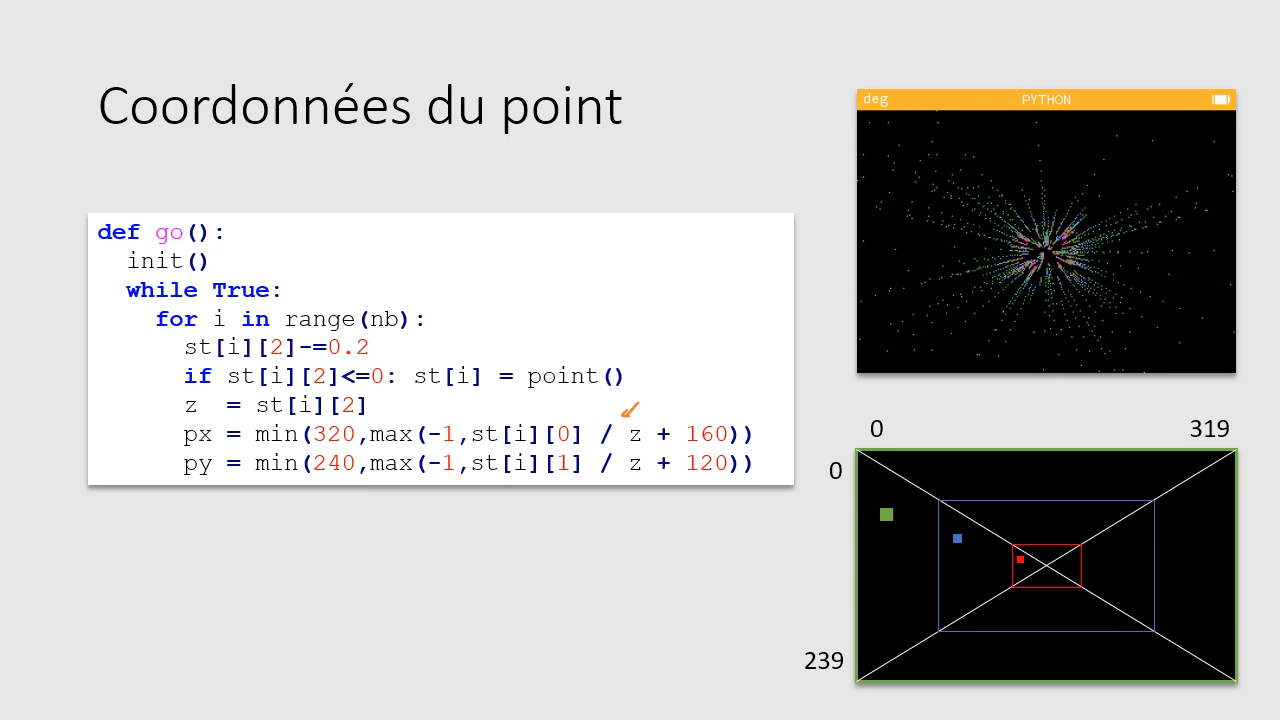 Coordonnées du point
def go():
  init()
  while True:
    for i in range(nb):
      st[i][2]-=0.2
      if st[i][2]<=0: st[i] = point()
      z  = st[i][2]
      px = min(320,max(-1,st[i][0] / z + 160))
      py = min(240,max(-1,st[i][1] / z + 120))
deg PYTHON
0 319
0
239